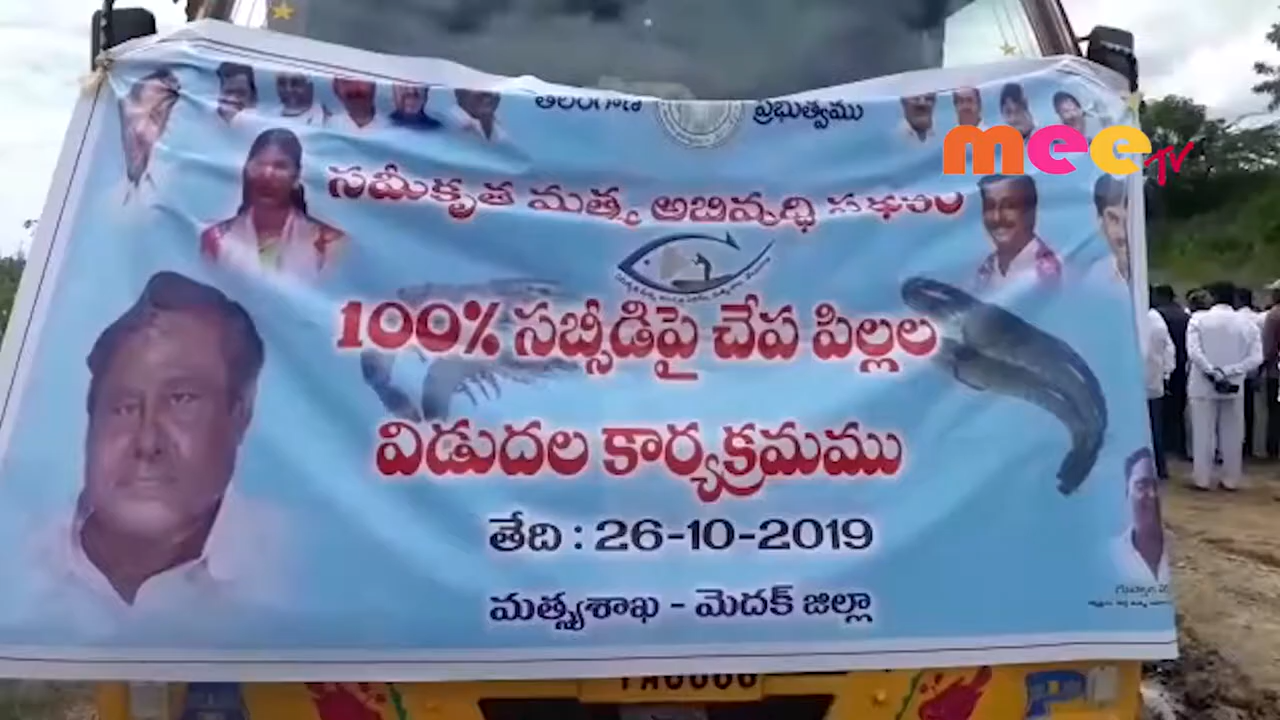 తెలంగాణ ప్రభుత్వము
mee TV
సమీకృత మత్స్య అభివృద్ధి పథకం
100% సబ్సీడిపై చేప పిల్లల
విడుదల కార్యక్రమము
తేది : 26-10-2019
మత్స్యశాఖ - మెదక్ జిల్లా